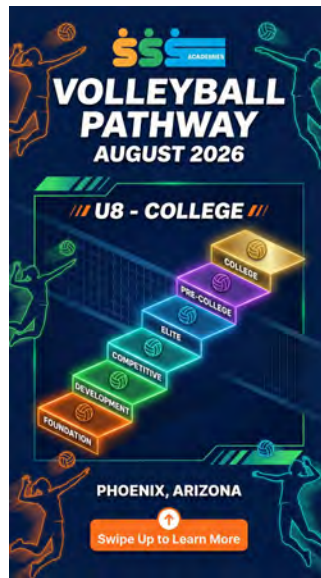 SSS
ACADEMIES
VOLLEYBALL
PATHWAY
AUGUST 2026
U8 - COLLEGE
COLLEGE
PRE-COLLEGE
ELITE
COMPETITIVE
DEVELOPMENT
FOUNDATION
PHOENIX, ARIZONA
Swipe Up to Learn More